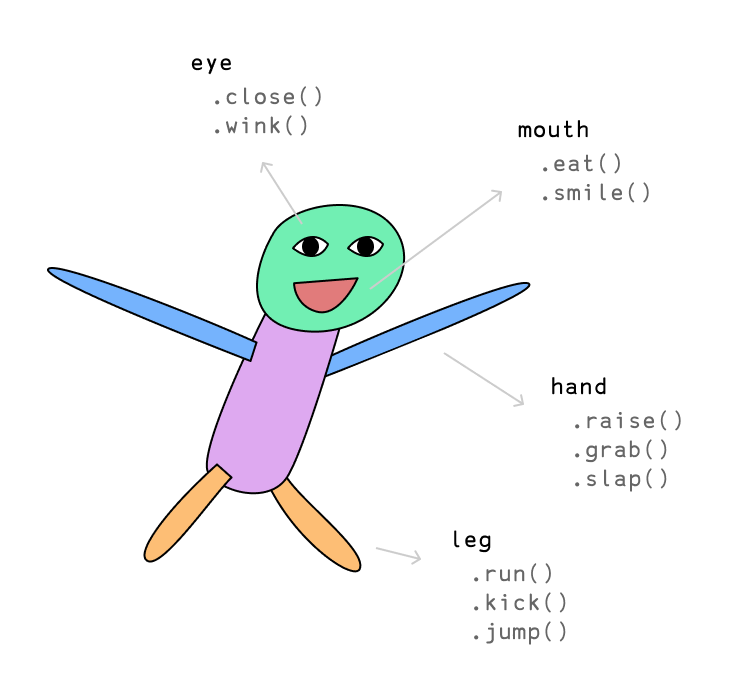 eye
.close()
.wink()
mouth
.eat()
.smile()
hand
.raise()
.grab()
.slap()
leg
.run()
.kick()
.jump()